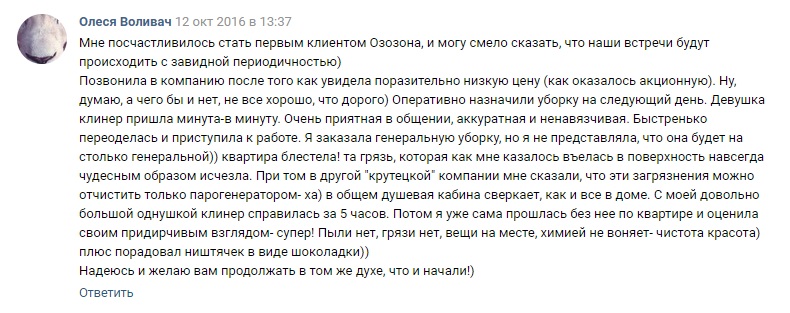 Олеся Воливач 12 окт 2016 в 13:37
Мне посчастливилось стать первым клиентом Озозона, и могу смело сказать, что наши встречи будут
происходить с завидной периодичностью)
Позвонила в компанию после того как увидела поразительно низкую цену (как оказалось акционную). Ну,
думаю, а чего бы и нет, не все хорошо, что дорого) Оперативно назначили уборку на следующий день. Девушка
клинер пришла минута-в минуту. Очень приятная в общении, аккуратная и ненавязчивая. Быстренько
переоделась и приступила к работе. Я заказала генеральную уборку, но я не представляла, что она будет на
столько генеральной)) квартира блестела! та грязь, которая как мне казалось въелась в поверхность навсегда
чудесным образом исчезла. При том в другой "крутецкой" компании мне сказали, что эти загрязнения можно
отчистить только парогенератором- ха) в общем душевая кабина сверкает, как и все в доме. С моей довольно
большой однушкой клинер справилась за 5 часов. Потом я уже сама прошлась без нее по квартире и оценила
своим придирчивым взглядом- супер! Пыли нет, грязи нет, вещи на месте, химией не воняет- чистота красота)
плюс порадовал ништячек в виде шоколадки))
Надеюсь и желаю вам продолжать в том же духе, что и начали!)
Ответить